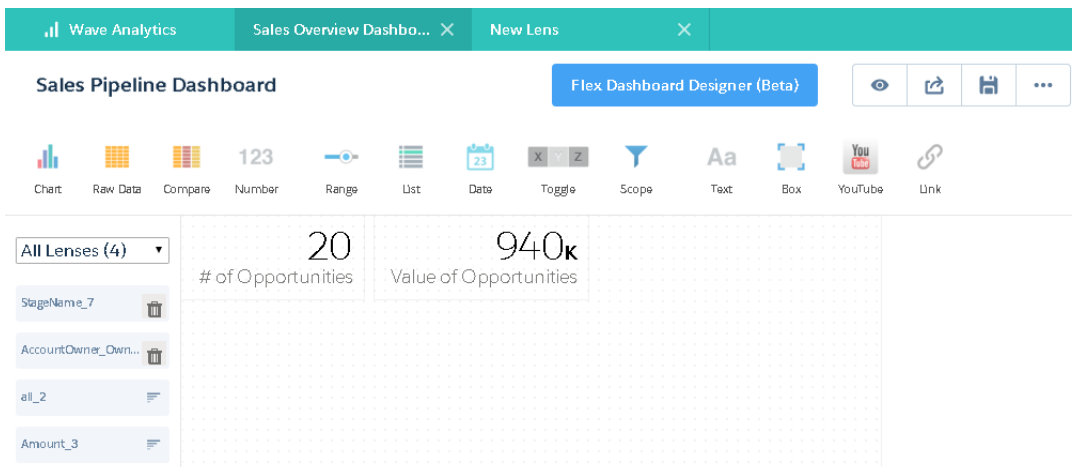 Wave Analytics
Sales Overview Dashbo...
New Lens
Sales Pipeline Dashboard
Flex Dashboard Designer (Beta)
123
23
X Y Z
Aa
You
Tube
Chart Raw Data Compare Number Range List Date Toggle Scope Text Box YouTube Link
All Lenses (4)
20
# of Opportunities
940K
Value of Opportunities
StageName_7
AccountOwner_Own...
all_2
Amount_3